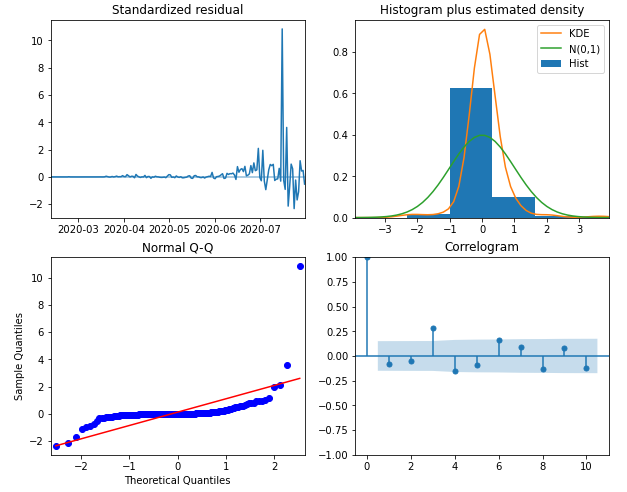 Standardized residual
10
8
6
4
2
0
−2
2020-03 2020-04 2020-05 2020-06 2020-07
Histogram plus estimated density
KDE
N(0,1)
Hist
0.8
0.6
0.4
0.2
0.0
−3 −2 −1 0 1 2 3
Normal Q-Q
Sample Quantiles
10
8
6
4
2
0
−2
−2 −1 0 1 2
Theoretical Quantiles
Correlogram
1.00
0.75
0.50
0.25
0.00
−0.25
−0.50
−0.75
−1.00
0 2 4 6 8 10